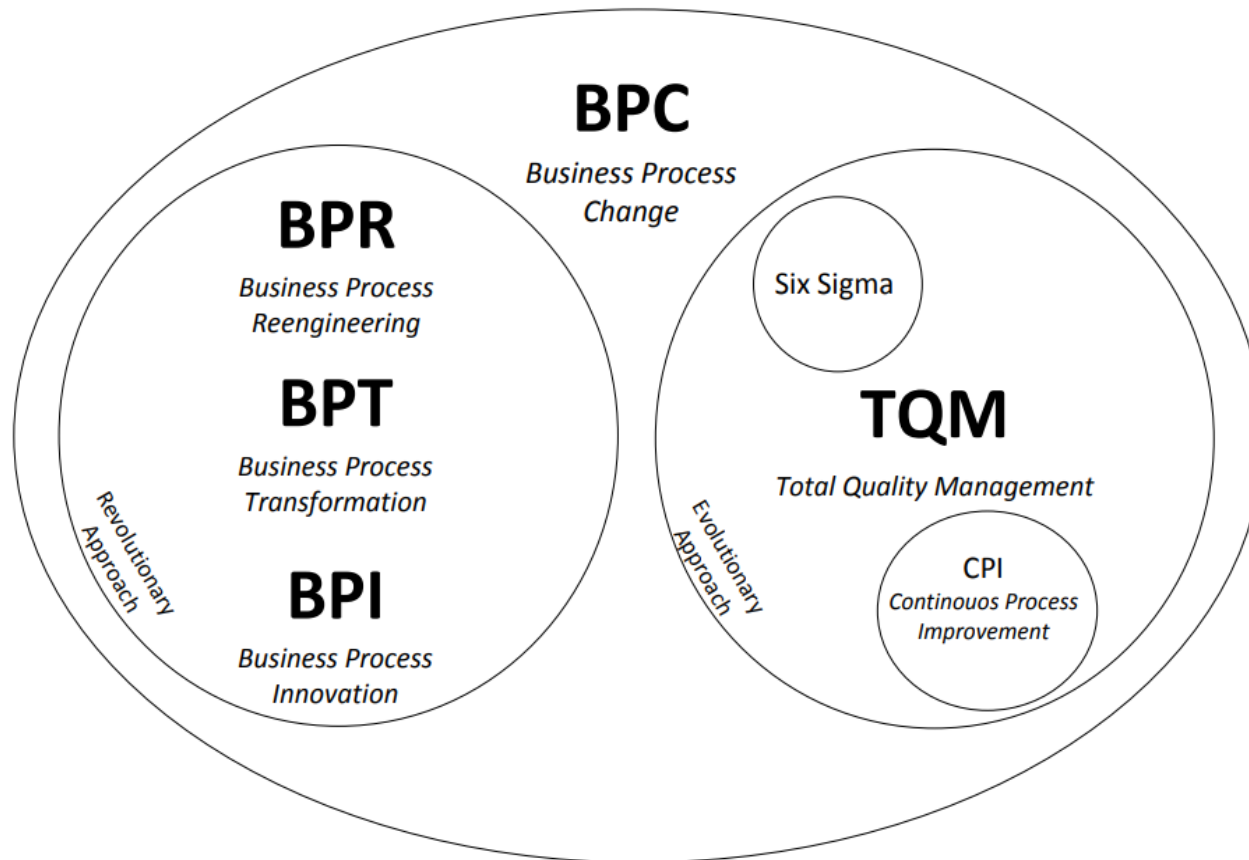 BPC
Business Process
Change
BPR
Business Process
Reengineering
BPT
Business Process
Transformation
BPI
Business Process
Innovation
Revolutionary
Approach
Six Sigma
TQM
Total Quality Management
Evolutionary
Approach
CPI
Continouos Process
Improvement